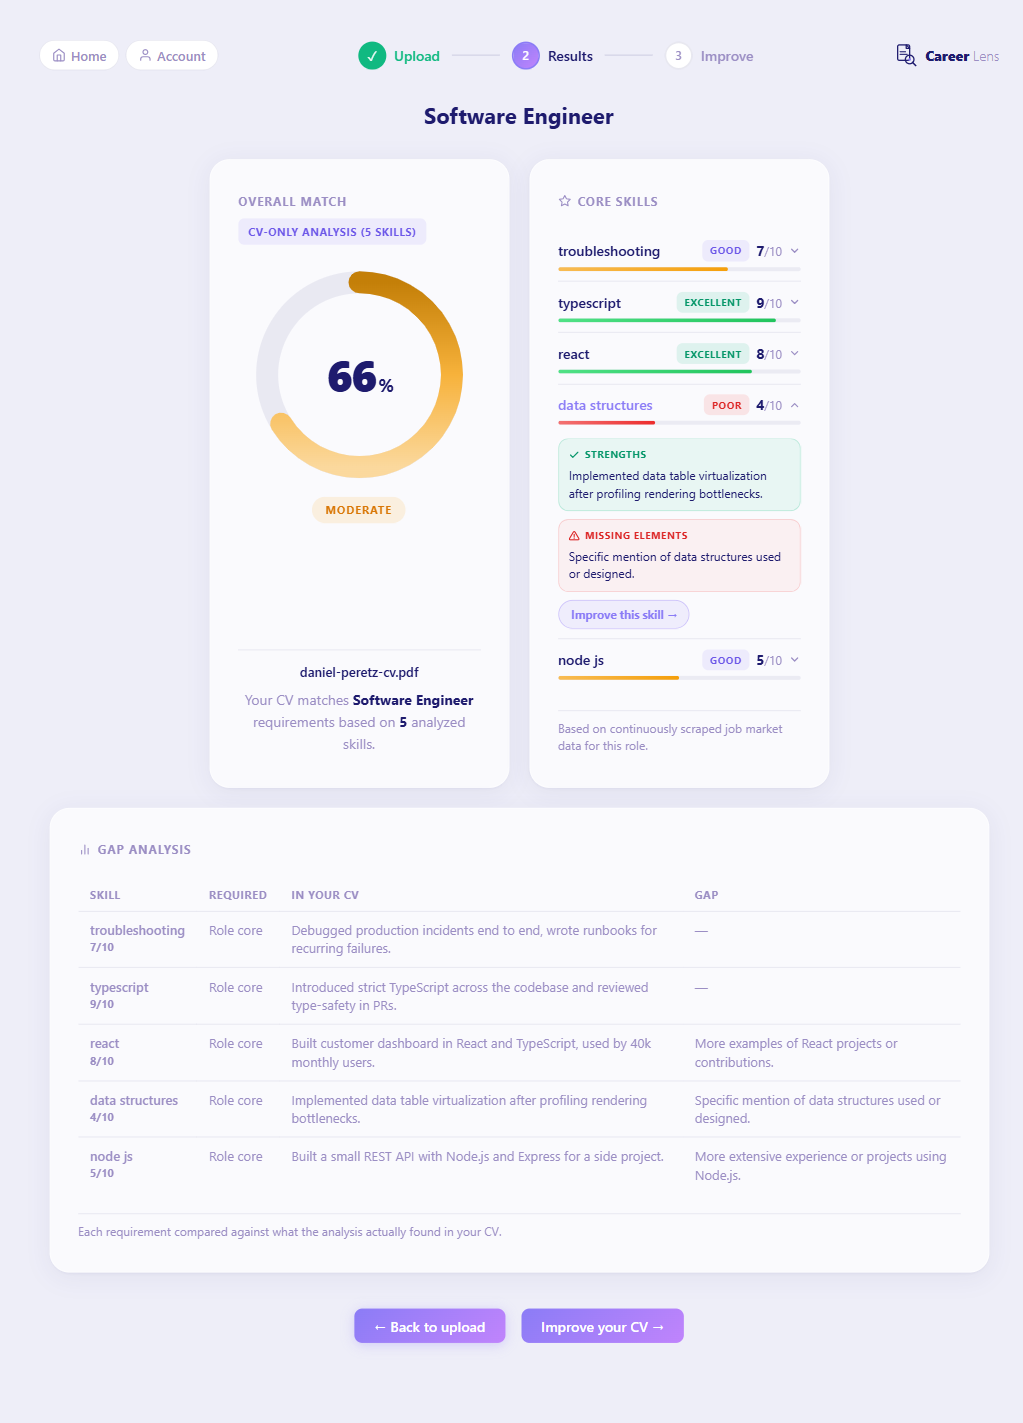 Home
Account
✓ Upload
2 Results
3 Improve
Career Lens
Software Engineer
OVERALL MATCH
CV-ONLY ANALYSIS (5 SKILLS)
66%
MODERATE
daniel-peretz-cv.pdf
Your CV matches Software Engineer
requirements based on 5 analyzed
skills.
CORE SKILLS
troubleshooting GOOD 7/10
typescript EXCELLENT 9/10
react EXCELLENT 8/10
data structures POOR 4/10
STRENGTHS
Implemented data table virtualization
after profiling rendering bottlenecks.
MISSING ELEMENTS
Specific mention of data structures used
or designed.
Improve this skill →
node js GOOD 5/10
Based on continuously scraped job market
data for this role.
GAP ANALYSIS
SKILL REQUIRED IN YOUR CV GAP
troubleshooting Role core Debugged production incidents end to end, wrote runbooks for —
7/10 recurring failures.
typescript Role core Introduced strict TypeScript across the codebase and reviewed —
9/10 type-safety in PRs.
react Role core Built customer dashboard in React and TypeScript, used by 40k More examples of React projects or
8/10 monthly users. contributions.
data structures Role core Implemented data table virtualization after profiling rendering Specific mention of data structures used or
4/10 bottlenecks. designed.
node js Role core Built a small REST API with Node.js and Express for a side project. More extensive experience or projects using
5/10 Node.js.
Each requirement compared against what the analysis actually found in your CV.
← Back to upload
Improve your CV →